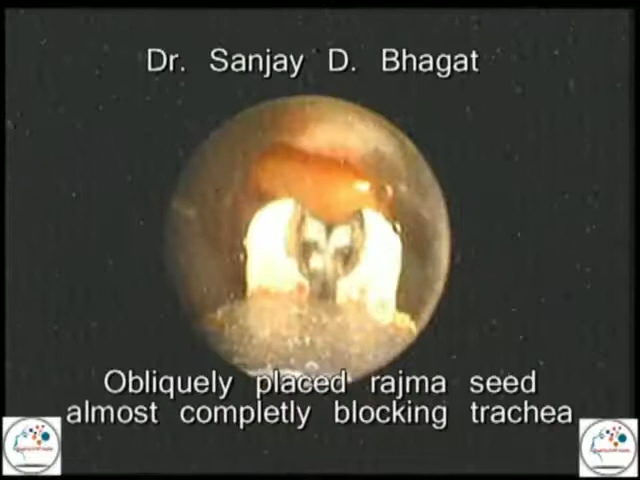 Dr. Sanjay D. Bhagat
Obliquely placed rajma seed
almost completly blocking trachea